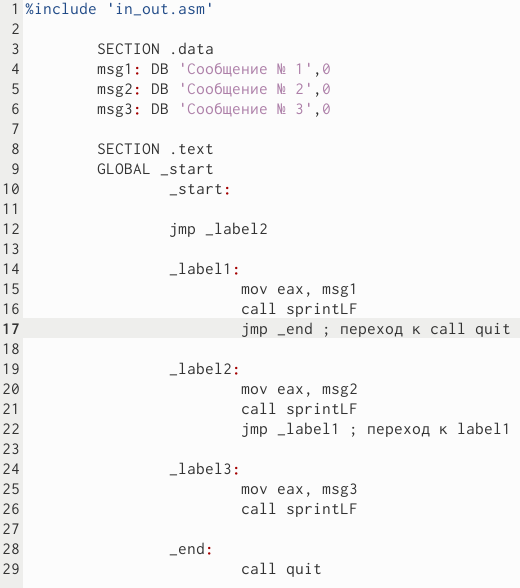 1 %include 'in_out.asm'
2
3 SECTION .data
4 msg1: DB 'Сообщение № 1',0
5 msg2: DB 'Сообщение № 2',0
6 msg3: DB 'Сообщение № 3',0
7
8 SECTION .text
9 GLOBAL _start
10 _start:
11
12 jmp _label2
13
14 _label1:
15 mov eax, msg1
16 call sprintLF
17 jmp _end ; переход к call quit
18
19 _label2:
20 mov eax, msg2
21 call sprintLF
22 jmp _label1 ; переход к label1
23
24 _label3:
25 mov eax, msg3
26 call sprintLF
27
28 _end:
29 call quit